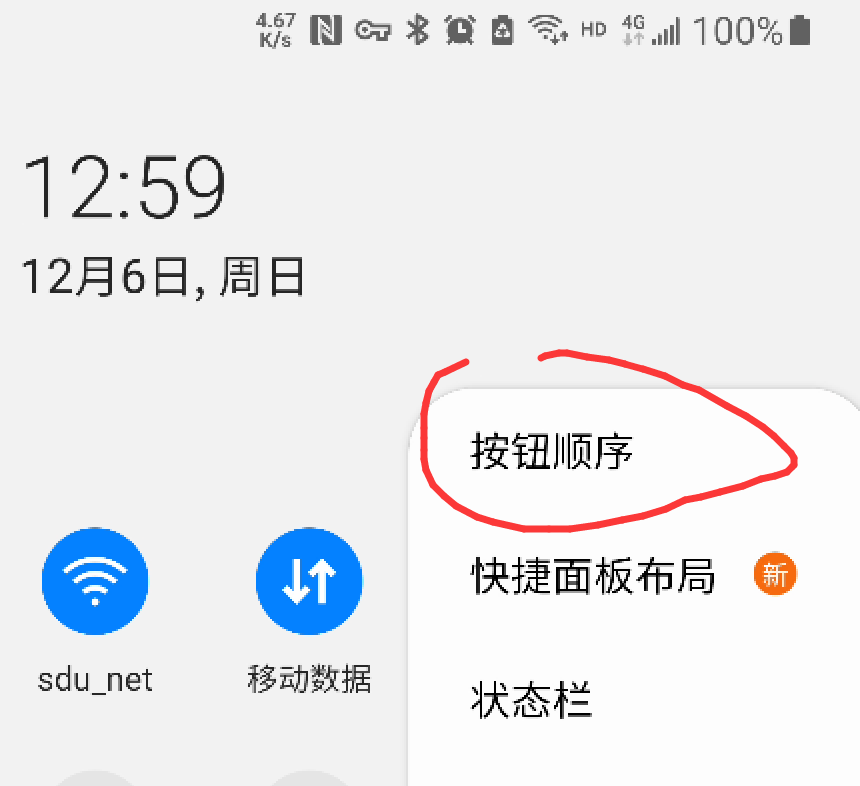 4.67
K/s
HD
4G
100%
12:59
12月6日, 周日
按钮顺序
快捷面板布局 新
状态栏
sdu_net
移动数据